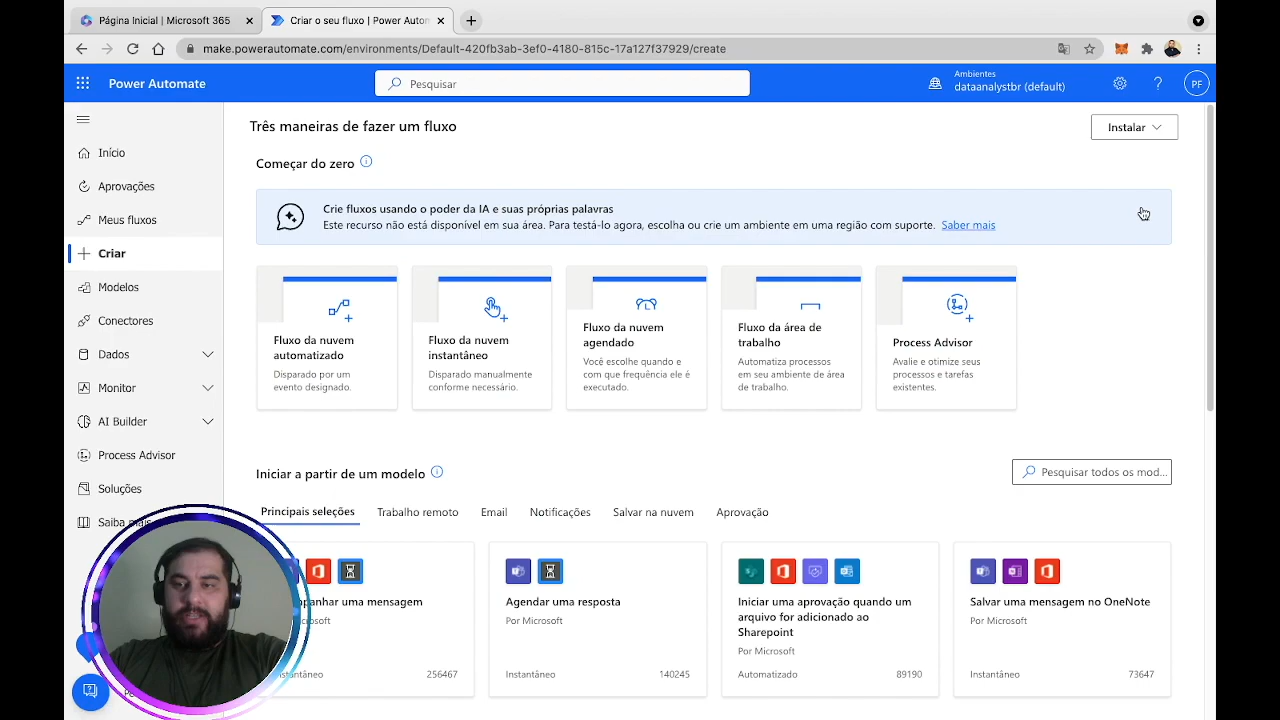 Página Inicial | Microsoft 365
Criar o seu fluxo | Power Autom
make.powerautomate.com/environments/Default-420fb3ab-3ef0-4180-815c-17a127f37929/create
Power Automate
Pesquisar
Ambientes
dataanalystbr (default)
PF
Início
Aprovações
Meus fluxos
Criar
Modelos
Conectores
Dados
Monitor
AI Builder
Process Advisor
Soluções
Saiba mais
Três maneiras de fazer um fluxo
Instalar
Começar do zero
Crie fluxos usando o poder da IA e suas próprias palavras
Este recurso não está disponível em sua área. Para testá-lo agora, escolha ou crie um ambiente em uma região com suporte. Saber mais
Fluxo da nuvem
automatizado
Disparado por um
evento designado.
Fluxo da nuvem
instantâneo
Disparado manualmente
conforme necessário.
Fluxo da nuvem
agendado
Você escolhe quando e
com que frequência ele é
executado.
Fluxo da área de
trabalho
Automatiza processos
em seu ambiente de área
de trabalho.
Process Advisor
Avalie e otimize seus
processos e tarefas
existentes.
Iniciar a partir de um modelo
Pesquisar todos os mod...
Principais seleções
Trabalho remoto
Email
Notificações
Salvar na nuvem
Aprovação
panhar uma mensagem
osoft
stantâneo
256467
Agendar uma resposta
Por Microsoft
Instantâneo
140245
Iniciar uma aprovação quando um
arquivo for adicionado ao
Sharepoint
Por Microsoft
Automatizado
89190
Salvar uma mensagem no OneNote
Por Microsoft
Instantâneo
73647